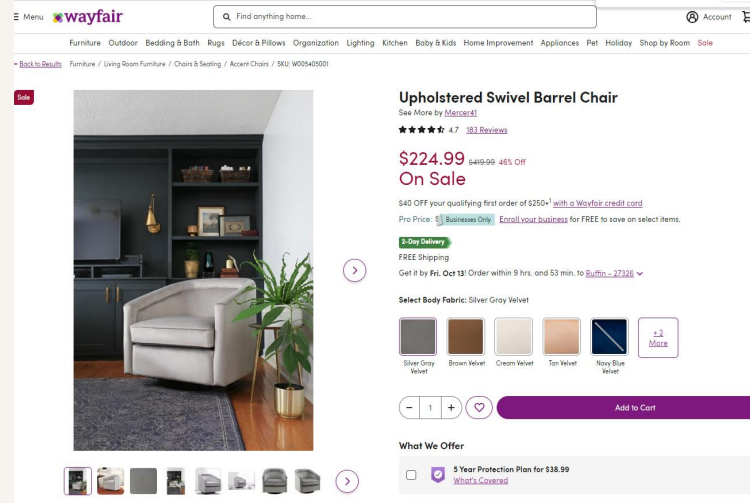 Menu wayfair Find anything home... Account
Furniture Outdoor Bedding & Bath Rugs Décor & Pillows Organization Lighting Kitchen Baby & Kids Home Improvement Appliances Pet Holiday Shop by Room Sale
Back to Results Furniture / Living Room Furniture / Chairs & Seating / Accent Chairs / SKU: W005405001
Sale
Upholstered Swivel Barrel Chair
See More by Mercer41
4.7 183 Reviews
$224.99 $419.99 46% Off
On Sale
$40 OFF your qualifying first order of $250+1 with a Wayfair credit card
Pro Price: $ Businesses Only Enroll your business for FREE to save on select items.
2-Day Delivery
FREE Shipping
Get it by Fri. Oct 13! Order within 9 hrs. and 53 min. to Ruffin - 27326
Select Body Fabric: Silver Gray Velvet
+ 2
More
Silver Gray Velvet
Brown Velvet
Cream Velvet
Tan Velvet
Navy Blue Velvet
1
Add to Cart
What We Offer
5 Year Protection Plan for $38.99
What's Covered